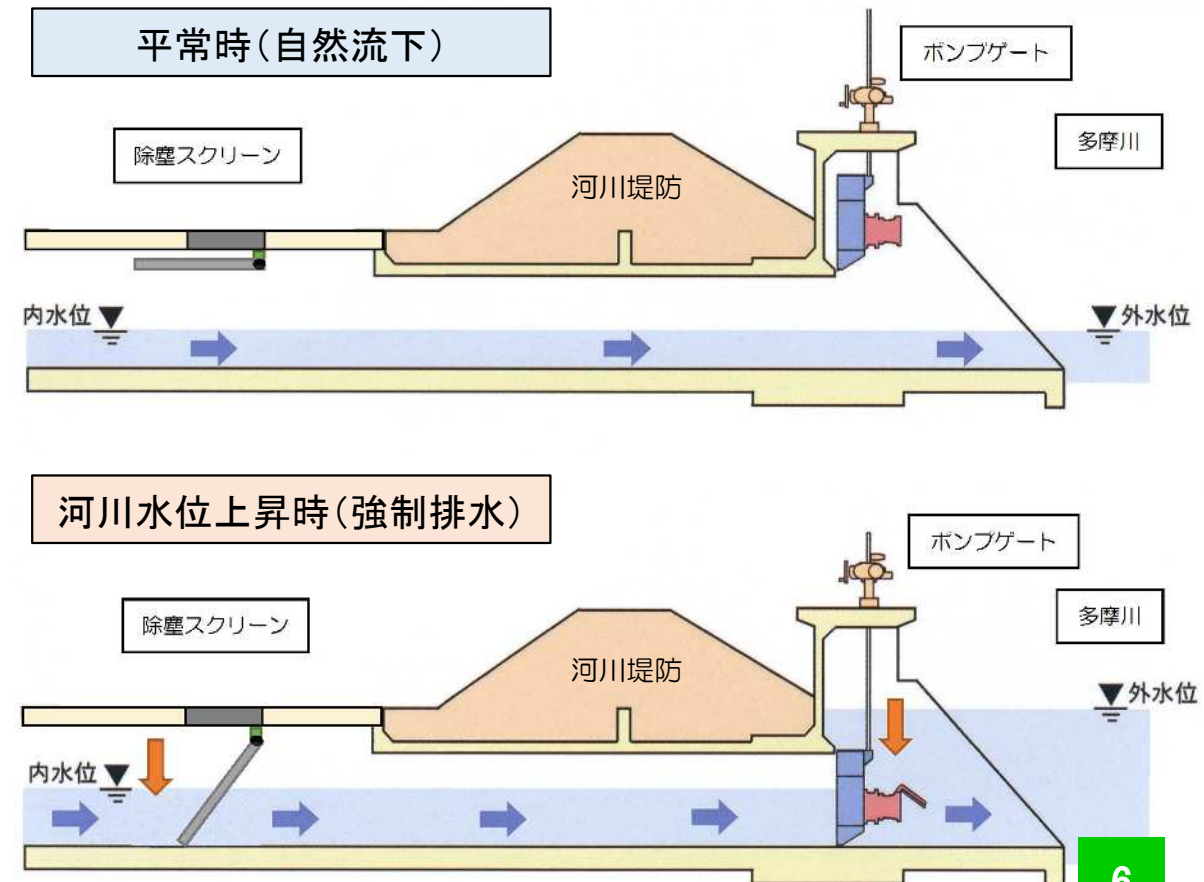 平常時(自然流下)
ボンプゲート
除塵スクリーン
多摩川
河川堤防
内水位
外水位
河川水位上昇時(強制排水)
ボンプゲート
除塵スクリーン
多摩川
河川堤防
外水位
内水位
6